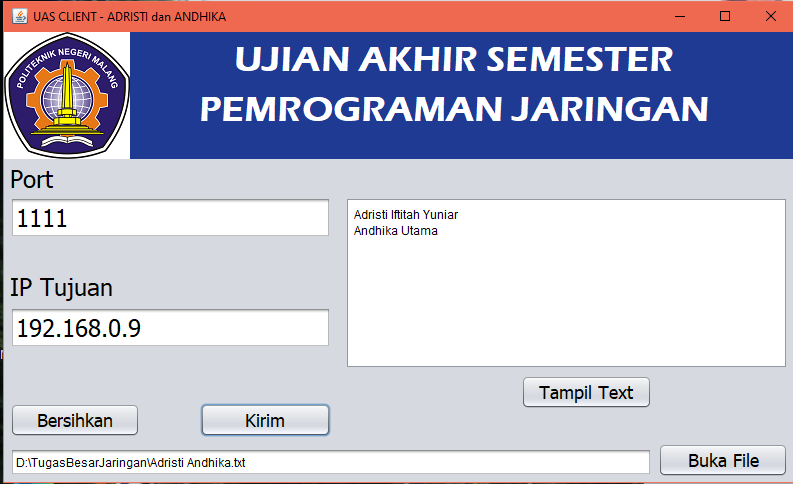 UAS CLIENT - ADRISTI dan ANDHIKA
POLITEKNIK NEGERI MALANG
UJIAN AKHIR SEMESTER
PEMROGRAMAN JARINGAN
Port
1111
Adristi Iftitah Yuniar
Andhika Utama
IP Tujuan
192.168.0.9
Tampil Text
Bersihkan
Kirim
D:\TugasBesarJaringan\Adristi Andhika.txt
Buka File